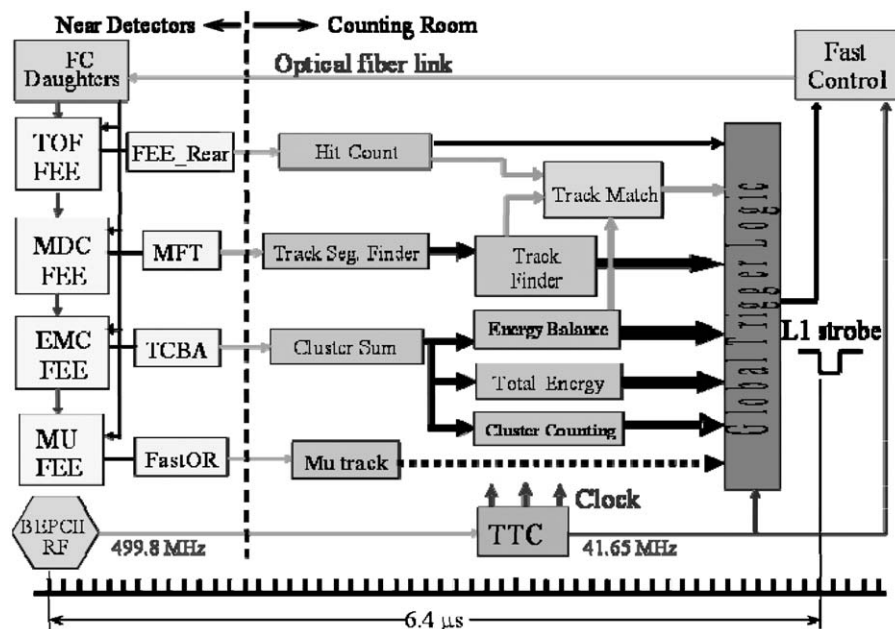 Near Detectors
Counting Room
FC
Daughters
Optical fiber link
Fast
Control
TOF
FEE
FEE_Rear
Hit Count
Track Match
MDC
FEE
MFT
Track Seg. Finder
Track
Finder
Global Trigger Logic
EMC
FEE
TCBA
Cluster Sum
Energy Balance
L1 strobe
Total Energy
Cluster Counting
MU
FEE
FastOR
Mu track
Clock
BEPCII
RF
499.8 MHz
TTC
41.65 MHz
6.4 μs